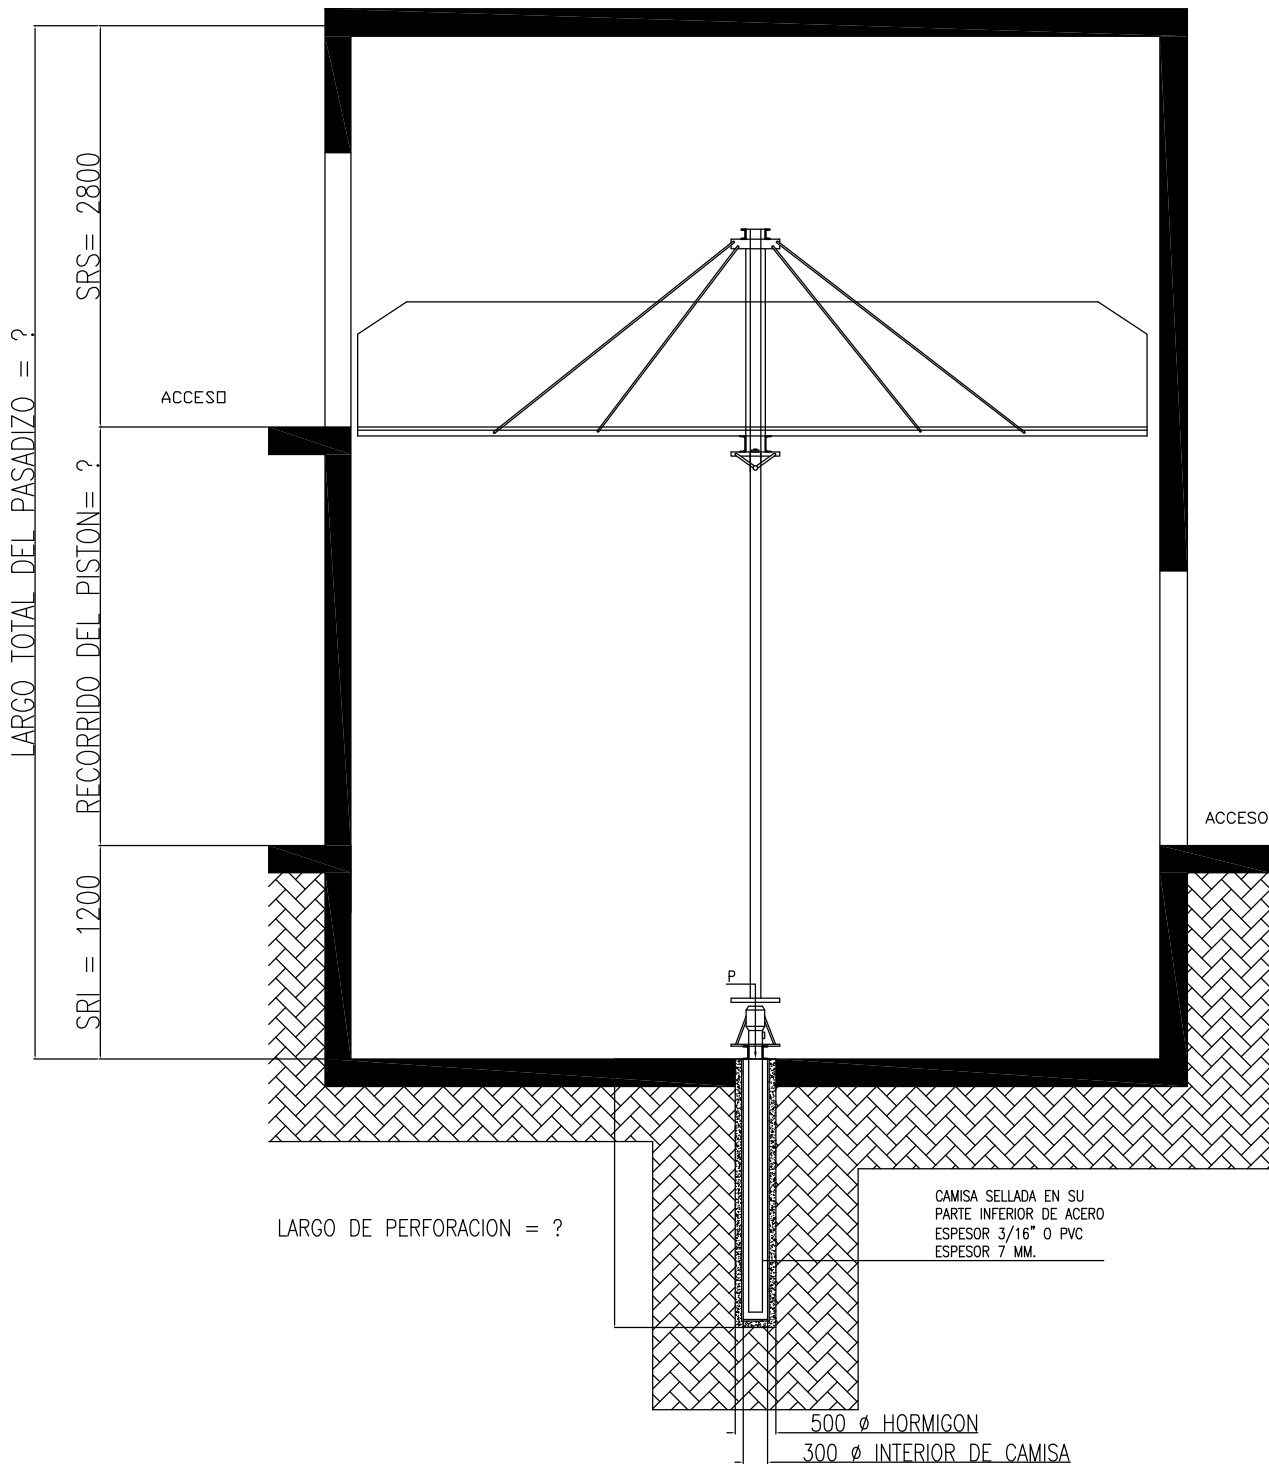 LARGO TOTAL DEL PASADIZO = ?
SRS= 2800
RECORRIDO DEL PISTON= ?
SRI = 1200
ACCESO
ACCESO
P
LARGO DE PERFORACION = ?
CAMISA SELLADA EN SU
PARTE INFERIOR DE ACERO
ESPESOR 3/16" O PVC
ESPESOR 7 MM.
500 ø HORMIGON
300 ø INTERIOR DE CAMISA